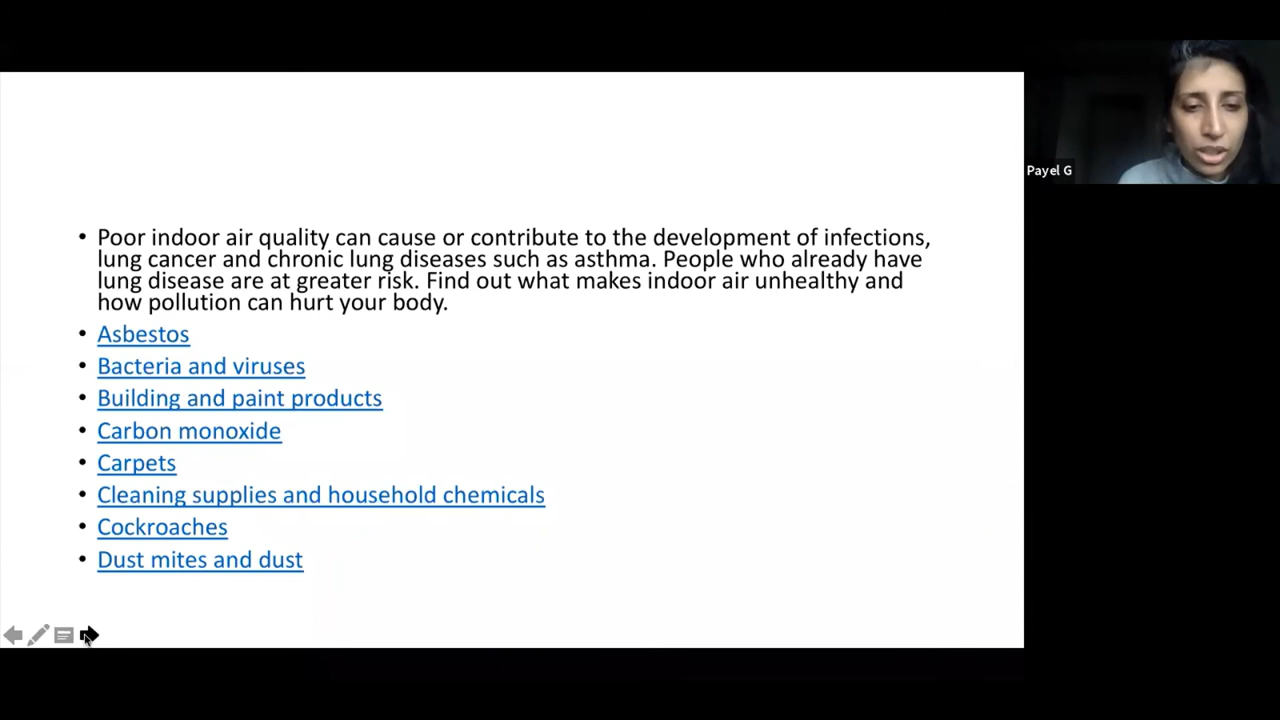 • Poor indoor air quality can cause or contribute to the development of infections,
lung cancer and chronic lung diseases such as asthma. People who already have
lung disease are at greater risk. Find out what makes indoor air unhealthy and
how pollution can hurt your body.
• Asbestos
• Bacteria and viruses
• Building and paint products
• Carbon monoxide
• Carpets
• Cleaning supplies and household chemicals
• Cockroaches
• Dust mites and dust
Payel G